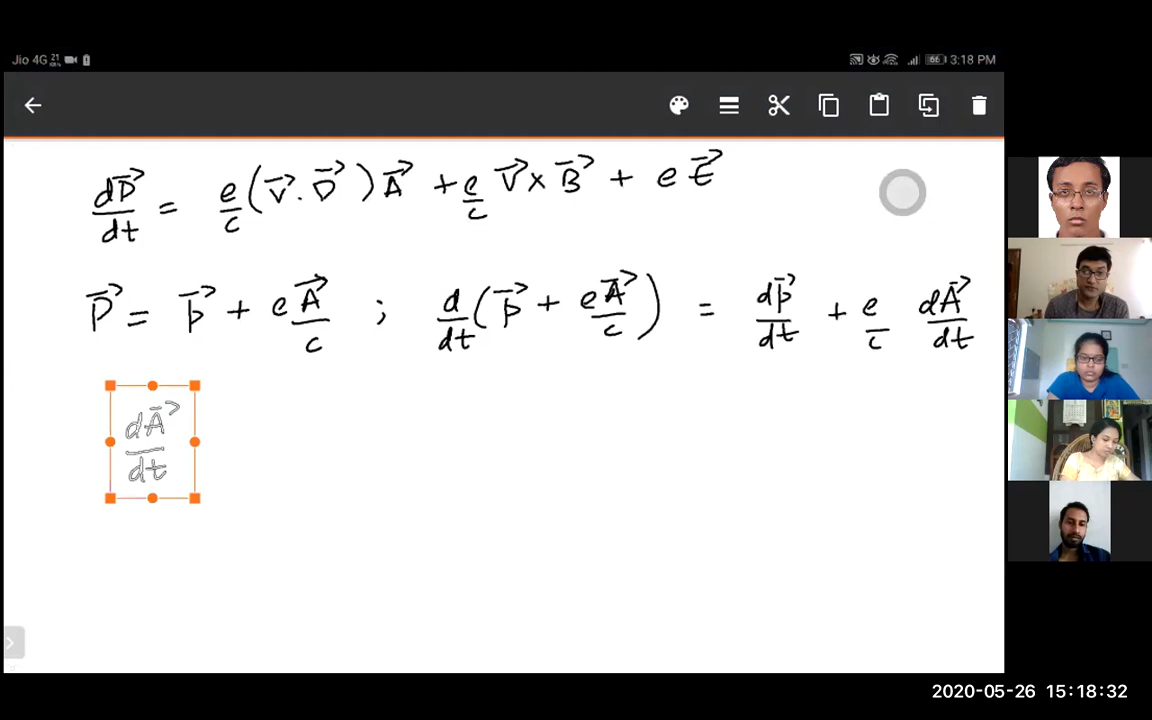 Jio 4G 3:18 PM
dP⃗/dt = e/c (v⃗ · D⃗) A⃗ + e/c V⃗ × B⃗ + e E⃗
P⃗ = p⃗ + e A⃗/c ; d/dt (p⃗ + e A⃗/c) = dp⃗/dt + e/c dA⃗/dt
dA⃗/dt
2020-05-26 15:18:32